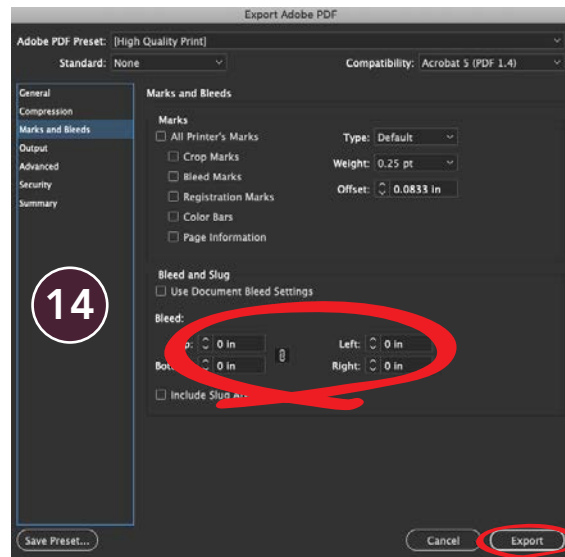 Export Adobe PDF
Adobe PDF Preset: [High Quality Print]
Standard: None Compatibility: Acrobat 5 (PDF 1.4)
General
Compression
Marks and Bleeds
Output
Advanced
Security
Summary
Marks and Bleeds
Marks
All Printer's Marks
Crop Marks
Bleed Marks
Registration Marks
Color Bars
Page Information
Type: Default
Weight: 0.25 pt
Offset: 0.0833 in
14
Bleed and Slug
Use Document Bleed Settings
Bleed:
0 in Left: 0 in
0 in Right: 0 in
Include Slug
Save Preset... Cancel Export